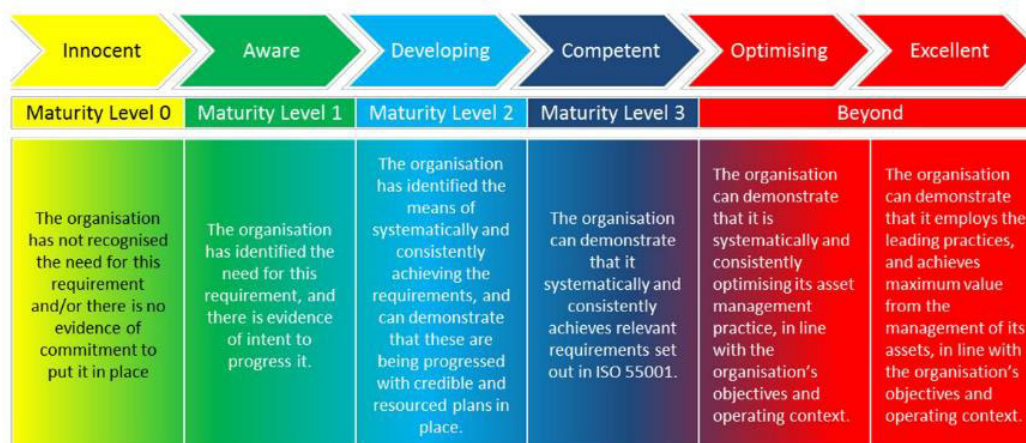 Innocent
Aware
Developing
Competent
Optimising
Excellent
Maturity Level 0
Maturity Level 1
Maturity Level 2
Maturity Level 3
Beyond
The organisation
has not recognised
the need for this
requirement
and/or there is no
evidence of
commitment to
put it in place
The organisation
has identified the
need for this
requirement, and
there is evidence
of intent to
progress it.
The organisation
has identified the
means of
systematically and
consistently
achieving the
requirements, and
can demonstrate
that these are
being progressed
with credible and
resourced plans in
place.
The organisation
can demonstrate
that it
systematically and
consistently
achieves relevant
requirements set
out in ISO 55001.
The organisation
can demonstrate
that it is
systematically and
consistently
optimising its asset
management
practice, in line
with the
organisation’s
objectives and
operating context.
The organisation
can demonstrate
that it employs the
leading practices,
and achieves
maximum value
from the
management of its
assets, in line with
the organisation’s
objectives and
operating context.